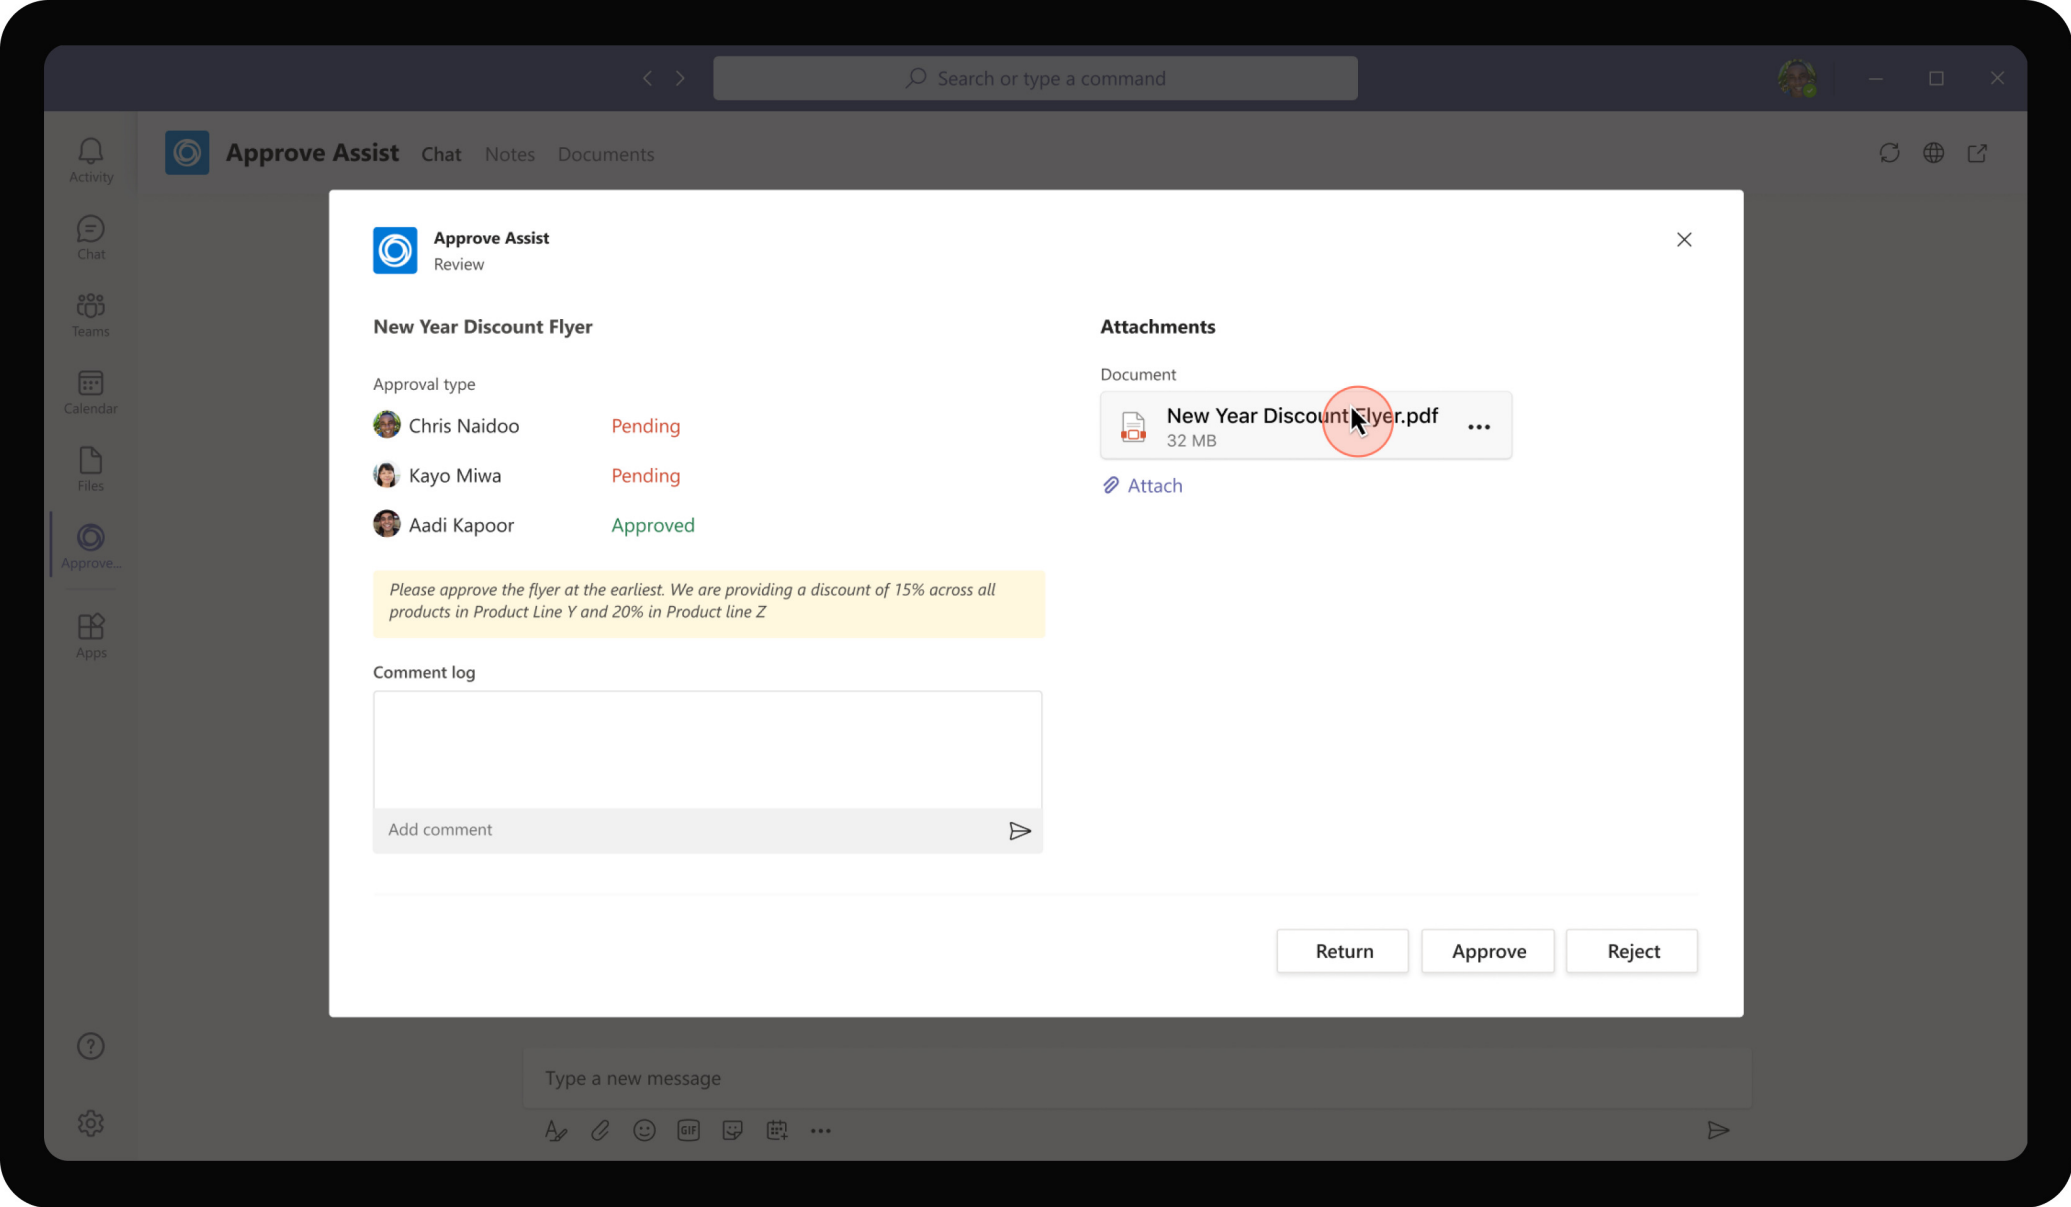 Search or type a command
Approve Assist Chat Notes Documents
Activity
Chat
Teams
Calendar
Files
Approve...
Apps
Approve Assist
Review
New Year Discount Flyer
Approval type
Chris Naidoo Pending
Kayo Miwa Pending
Aadi Kapoor Approved
Please approve the flyer at the earliest. We are providing a discount of 15% across all
products in Product Line Y and 20% in Product line Z
Comment log
Add comment
Attachments
Document
New Year Discount Flyer.pdf
32 MB
Attach
Return Approve Reject
Type a new message
GIF